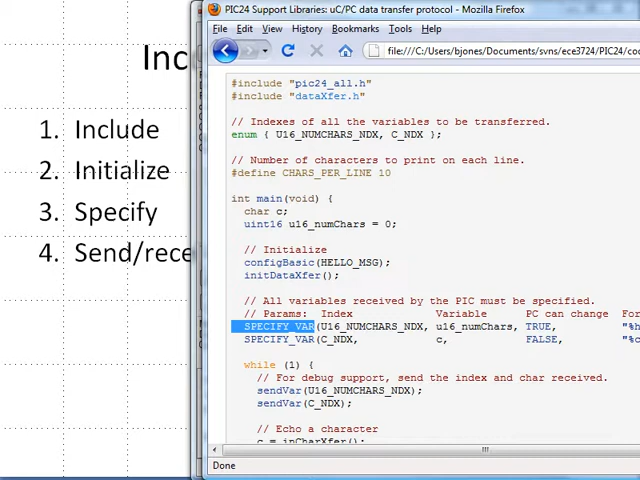 Inc
1. Include
2. Initialize
3. Specify
4. Send/rece
PIC24 Support Libraries: uC/PC data transfer protocol - Mozilla Firefox
File Edit View History Bookmarks Tools Help
file:///C:/Users/bjones/Documents/svns/ece3724/PIC24/co
#include "pic24_all.h"
#include "dataXfer.h"
// Indexes of all the variables to be transferred.
enum { U16_NUMCHARS_NDX, C_NDX };
// Number of characters to print on each line.
#define CHARS_PER_LINE 10
int main(void) {
char c;
uint16 u16_numChars = 0;
// Initialize
configBasic(HELLO_MSG);
initDataXfer();
// All variables received by the PIC must be specified.
// Params: Index Variable PC can change For
SPECIFY_VAR(U16_NUMCHARS_NDX, u16_numChars, TRUE, "%h
SPECIFY_VAR(C_NDX, c, FALSE, "%c
while (1) {
// For debug support, send the index and char received.
sendVar(U16_NUMCHARS_NDX);
sendVar(C_NDX);
// Echo a character
c = inCharXfer();
Done